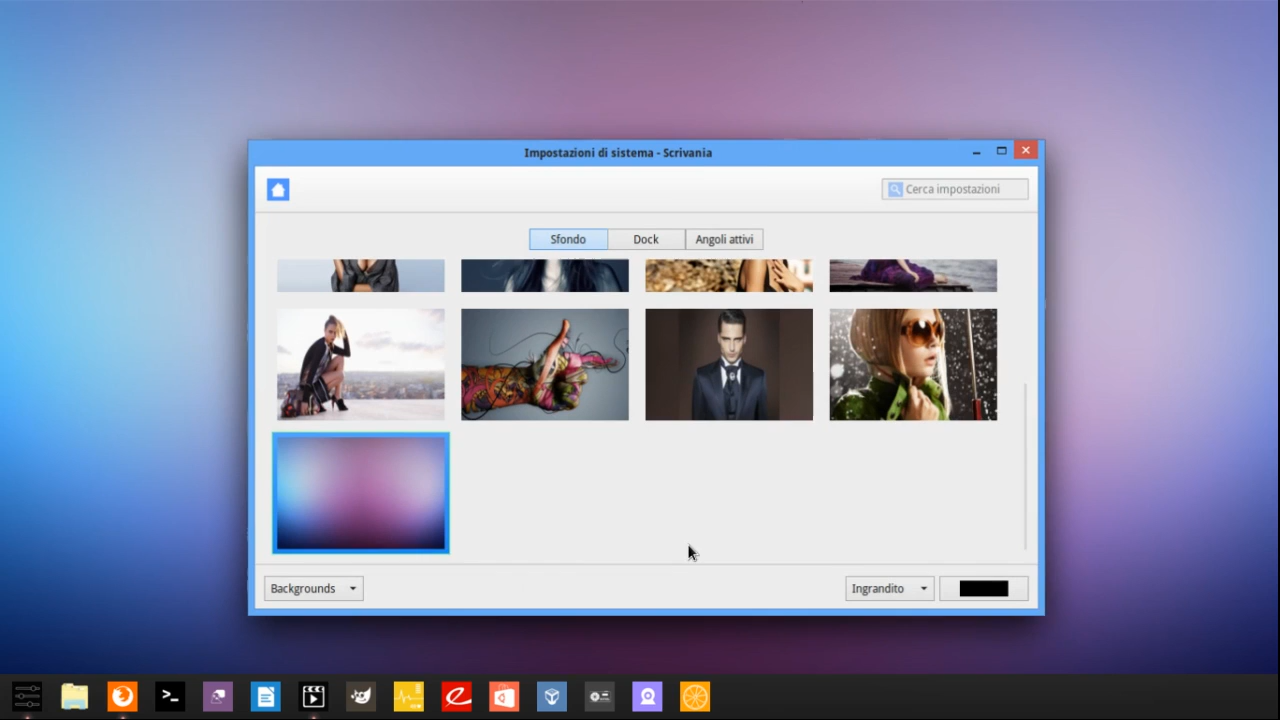 Impostazioni di sistema - Scrivania
Cerca impostazioni
Sfondo
Dock
Angoli attivi
Backgrounds
Ingrandito